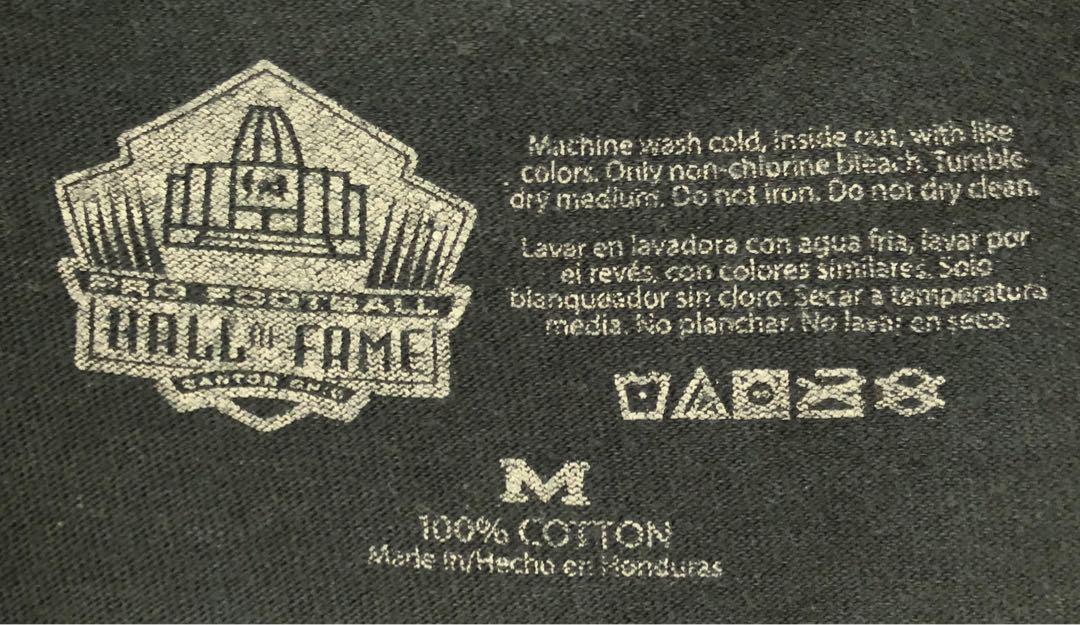 PRO FOOTBALL
HALL OF FAME
CANTON OHIO
Machine wash cold, inside out, with like
colors. Only non-chlorine bleach. Tumble
dry medium. Do not iron. Do not dry clean.
Lavar en lavadora con agua fria, lavar por
el revés, con colores similares. Solo
blanqueador sin cloro. Secar a temperatura
media. No planchar. No lavar en seco.
M
100% COTTON
Made in/Hecho en Honduras